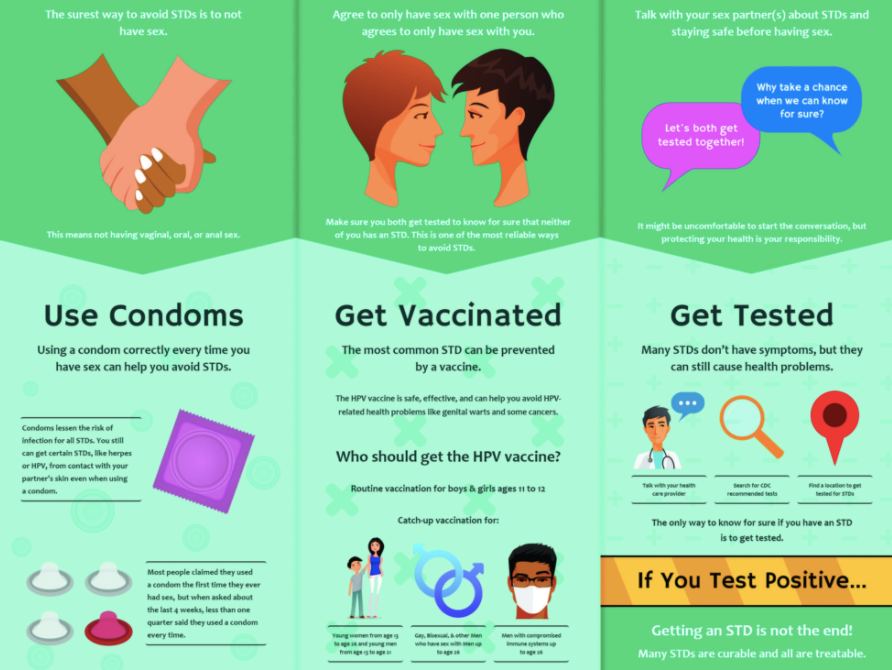 The surest way to avoid STDs is to not
have sex.
This means not having vaginal, oral, or anal sex.
Agree to only have sex with one person who
agrees to only have sex with you.
Make sure you both get tested to know for sure that neither
of you has an STD. This is one of the most reliable ways
to avoid STDs.
Talk with your sex partner(s) about STDs and
staying safe before having sex.
Let's both get
tested together!
Why take a chance
when we can know
for sure?
It might be uncomfortable to start the conversation, but
protecting your health is your responsibility.
Use Condoms
Using a condom correctly every time you
have sex can help you avoid STDs.
Condoms lessen the risk of
infection for all STDs. You still
can get certain STDs, like herpes
or HPV, from contact with your
partner's skin even when using
a condom.
Most people claimed they used
a condom the first time they ever
had sex, but when asked about
the last 4 weeks, less than one
quarter said they used a condom
every time.
Get Vaccinated
The most common STD can be prevented
by a vaccine.
The HPV vaccine is safe, effective, and can help you avoid HPV-
related health problems like genital warts and some cancers.
Who should get the HPV vaccine?
Routine vaccination for boys & girls ages 11 to 12
Catch-up vaccination for:
Young women from age 13
to age 26 and young men
from age 13 to age 21
Gay, Bisexual, & other Men
who have sex with Men up
to age 26
Men with compromised
immune systems up
to age 26
Get Tested
Many STDs don't have symptoms, but they
can still cause health problems.
Talk with your health
care provider
Search for CDC
recommended tests
Find a location to get
tested for STDs
The only way to know for sure if you have an STD
is to get tested.
If You Test Positive...
Getting an STD is not the end!
Many STDs are curable and all are treatable.